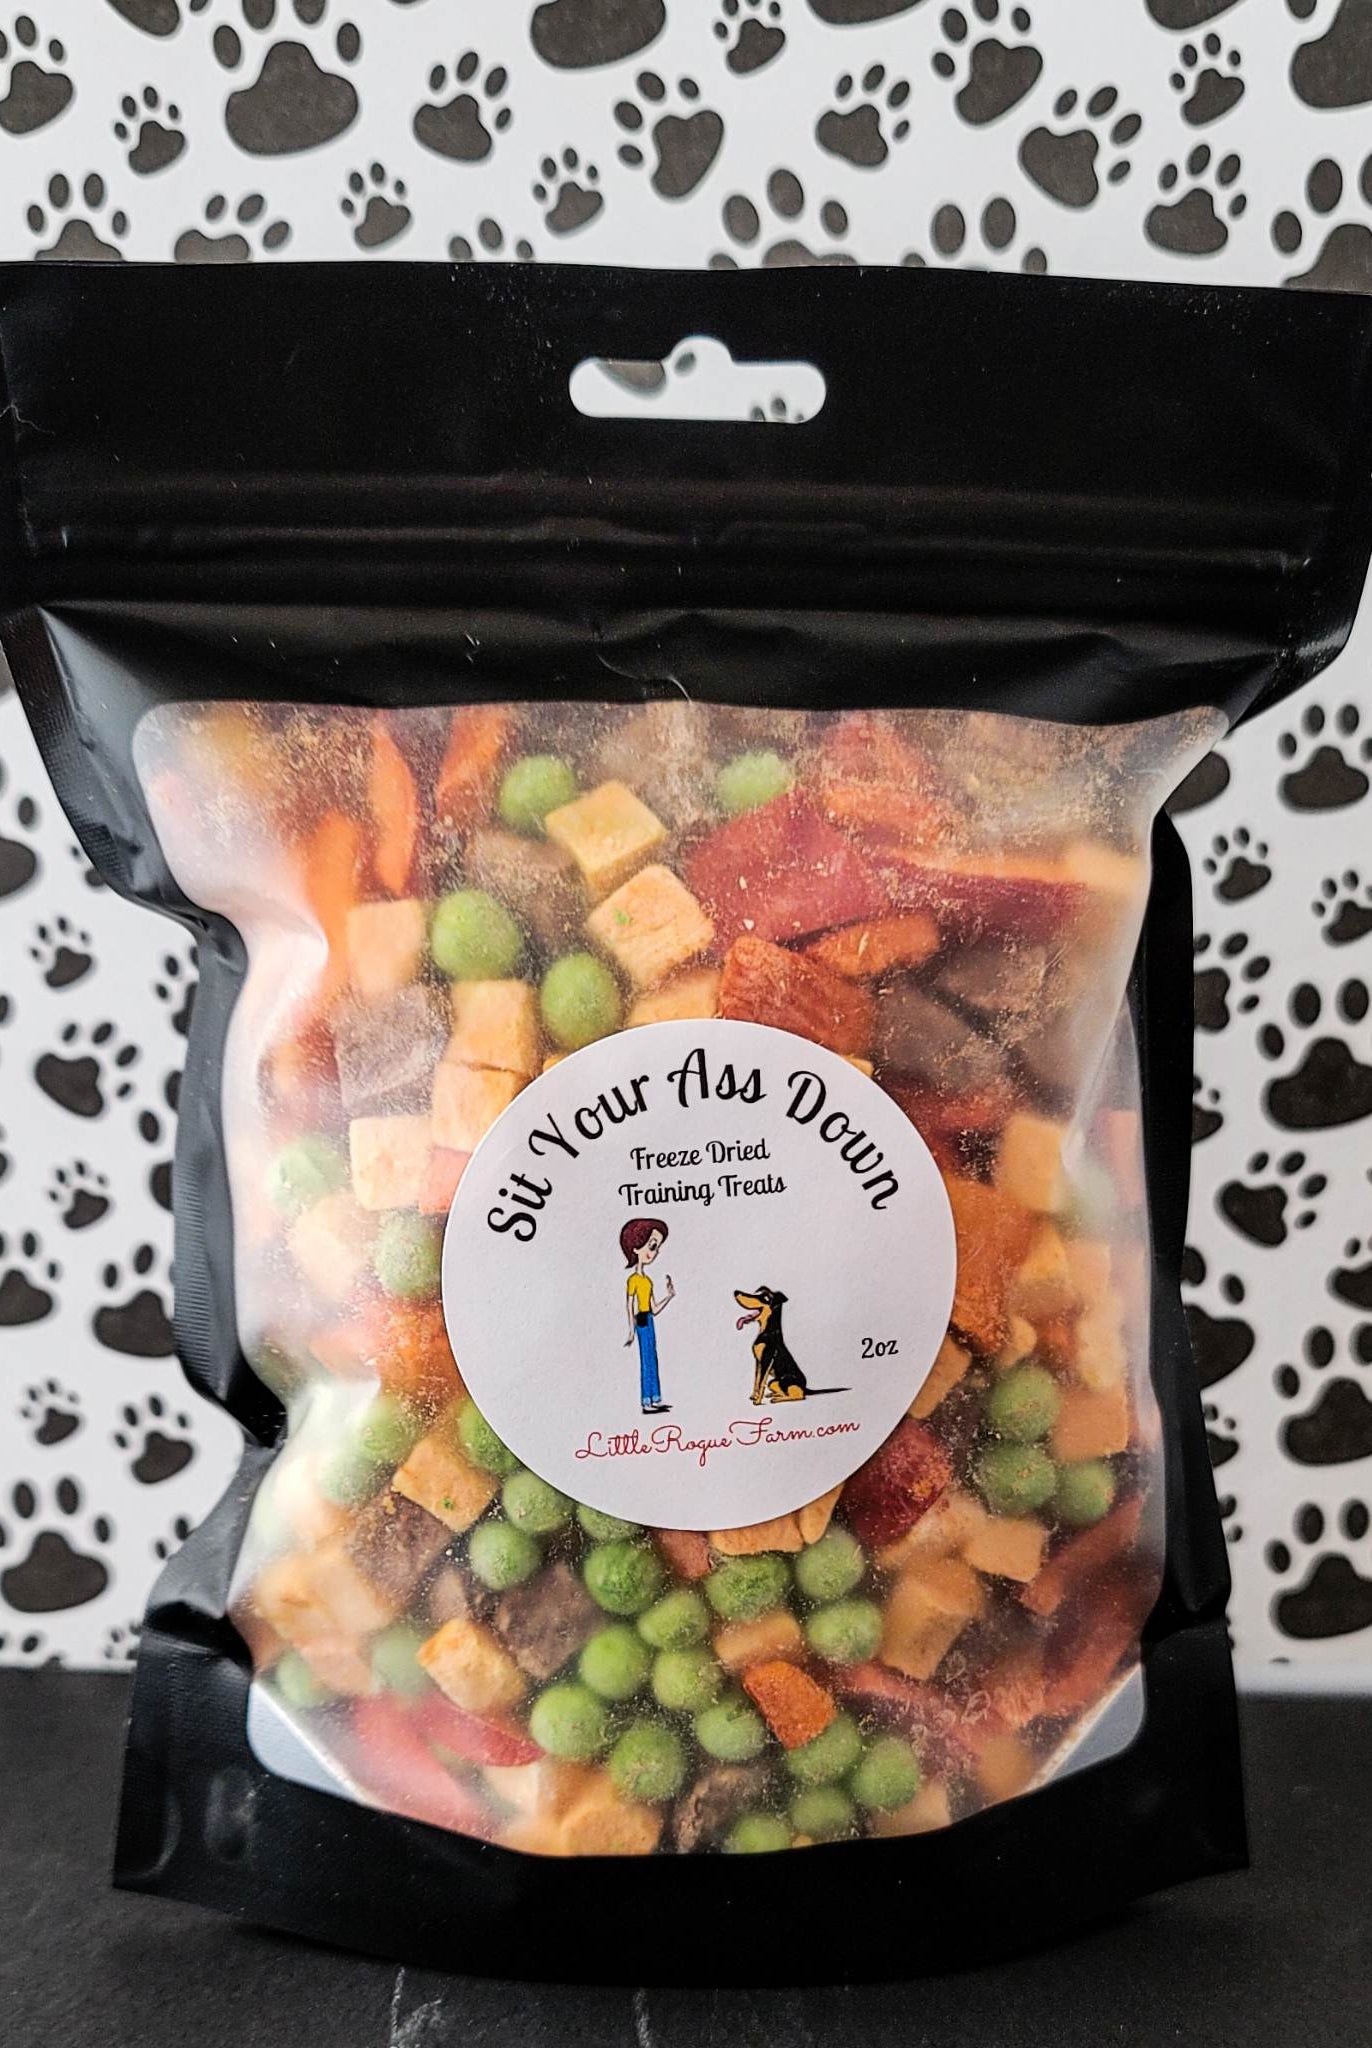 Sit Your Ass Down
Freeze Dried
Training Treats
2oz
LittleRogueFarm.com